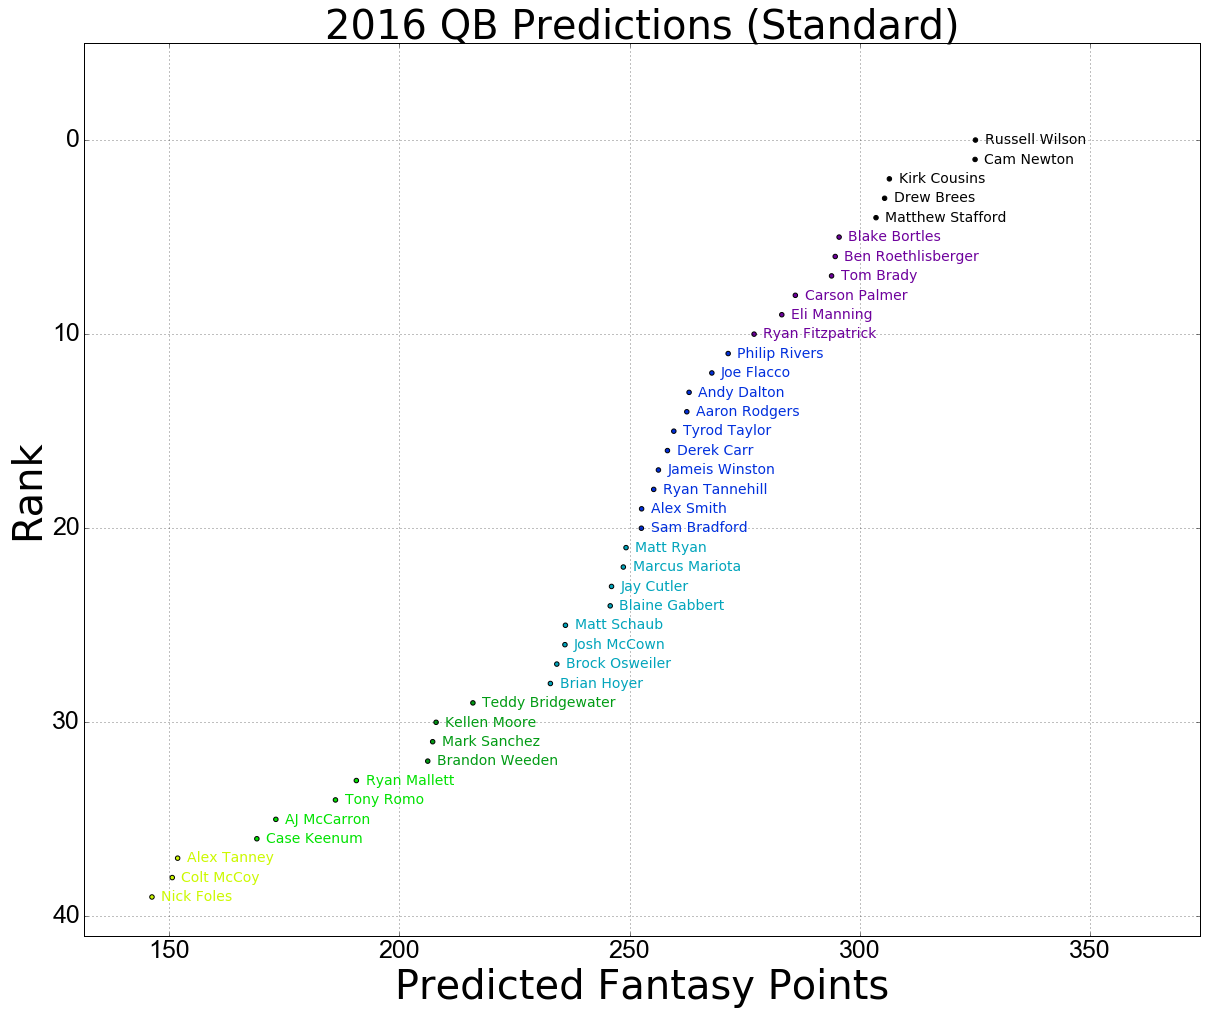 2016 QB Predictions (Standard)
0
Russell Wilson
Cam Newton
Kirk Cousins
Drew Brees
Matthew Stafford
Blake Bortles
Ben Roethlisberger
Tom Brady
Carson Palmer
Eli Manning
10
Ryan Fitzpatrick
Philip Rivers
Joe Flacco
Andy Dalton
Aaron Rodgers
Tyrod Taylor
Derek Carr
Jameis Winston
Ryan Tannehill
Alex Smith
Rank
20
Sam Bradford
Matt Ryan
Marcus Mariota
Jay Cutler
Blaine Gabbert
Matt Schaub
Josh McCown
Brock Osweiler
Brian Hoyer
Teddy Bridgewater
30
Kellen Moore
Mark Sanchez
Brandon Weeden
Ryan Mallett
Tony Romo
AJ McCarron
Case Keenum
Alex Tanney
Colt McCoy
Nick Foles
40
150 200 250 300 350
Predicted Fantasy Points